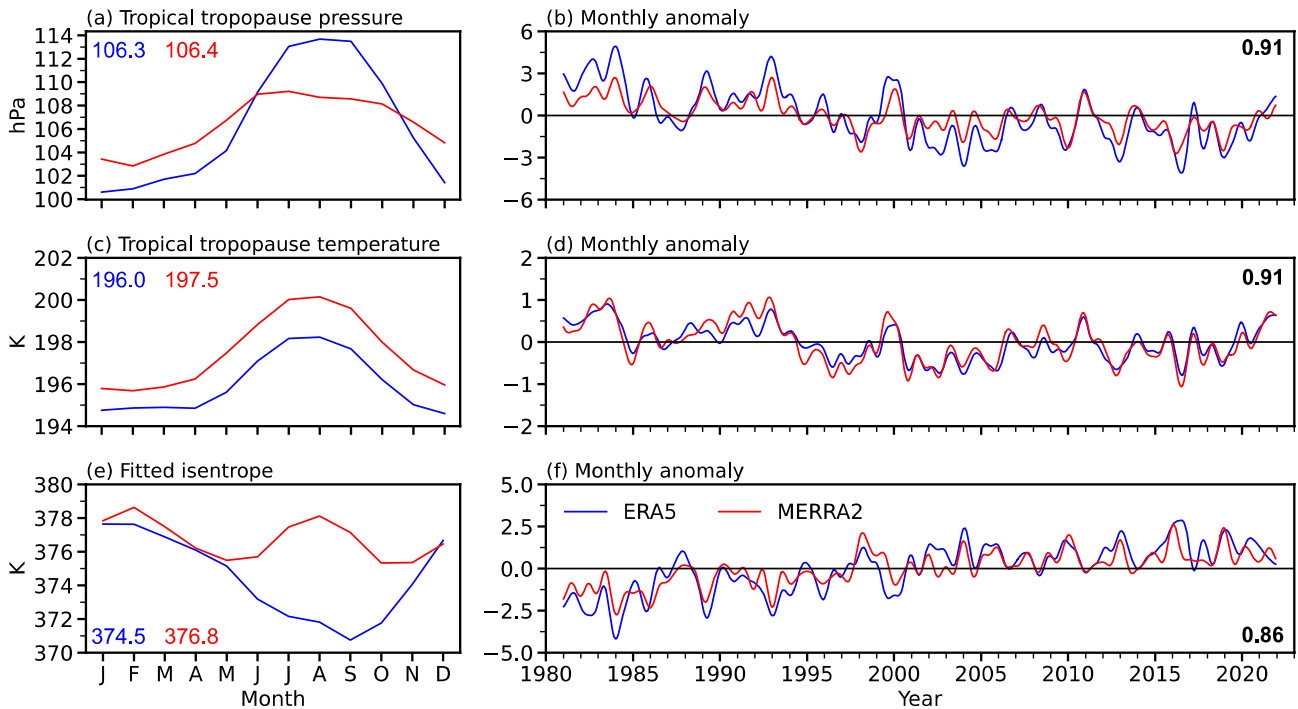 (a) Tropical tropopause pressure
(b) Monthly anomaly
106.3 106.4
0.91
hPa
114
112
110
108
106
104
102
100
6
3
0
−3
−6
(c) Tropical tropopause temperature
(d) Monthly anomaly
196.0 197.5
0.91
K
202
200
198
196
194
2
1
0
−1
−2
(e) Fitted isentrope
(f) Monthly anomaly
ERA5 MERRA2
374.5 376.8
0.86
K
380
378
376
374
372
370
5.0
2.5
0.0
−2.5
−5.0
J F M A M J J A S O N D
Month
1980 1985 1990 1995 2000 2005 2010 2015 2020
Year